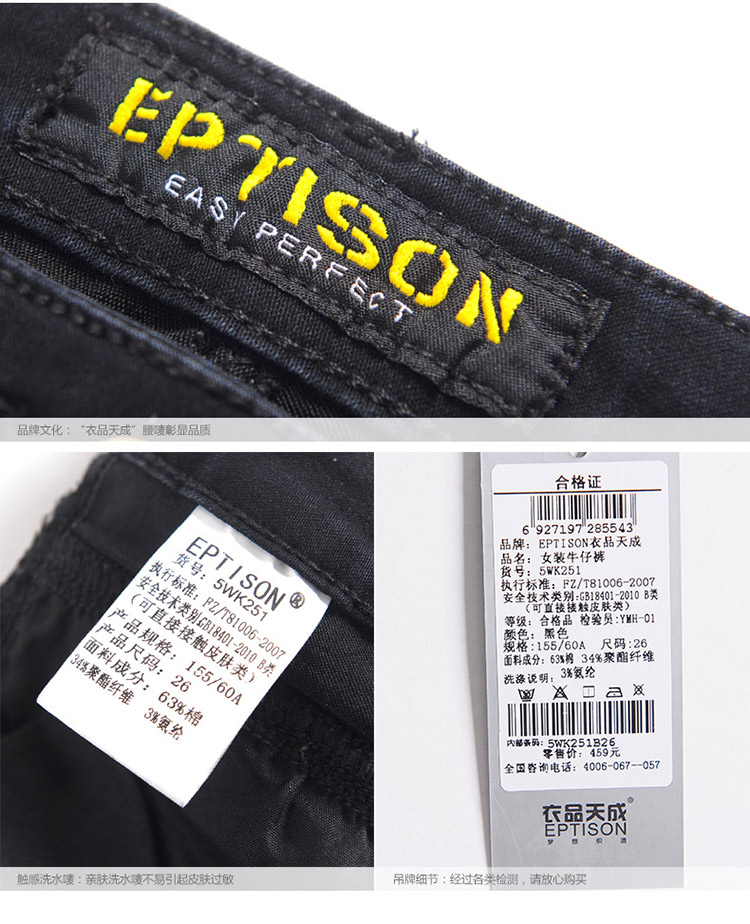 EPTISON
EASY PERFECT
品牌文化：“衣品天成”腰唛彰显品质
EPTISON®
货号：5WK251
执行标准：FZ/T81006-2007
安全技术类别:GB18401-2010 B类
（可直接接触皮肤类）
产品规格：155/60A
产品尺码：26
面料成分：63%棉
34%聚酯纤维
3%氨纶
触感洗水唛：亲肤洗水唛不易引起皮肤过敏
合格证
6 927197 285543
品牌：EPTISON衣品天成
品名：女装牛仔裤
货号：5WK251
执行标准：FZ/T81006-2007
安全技术类别：GB18401-2010 B类
（可直接接触皮肤类）
等级：合格品 检验员:YMH-01
颜色：黑色
规格:155/60A 尺码:26
面料成分:63%棉 34%聚酯纤维
3%氨纶
洗涤说明：
内部条码：5WK251B26
零售价：459元
全国咨询电话：4006-067--057
衣品天成
EPTISON
梦想织造
吊牌细节：经过各类检测，请放心购买